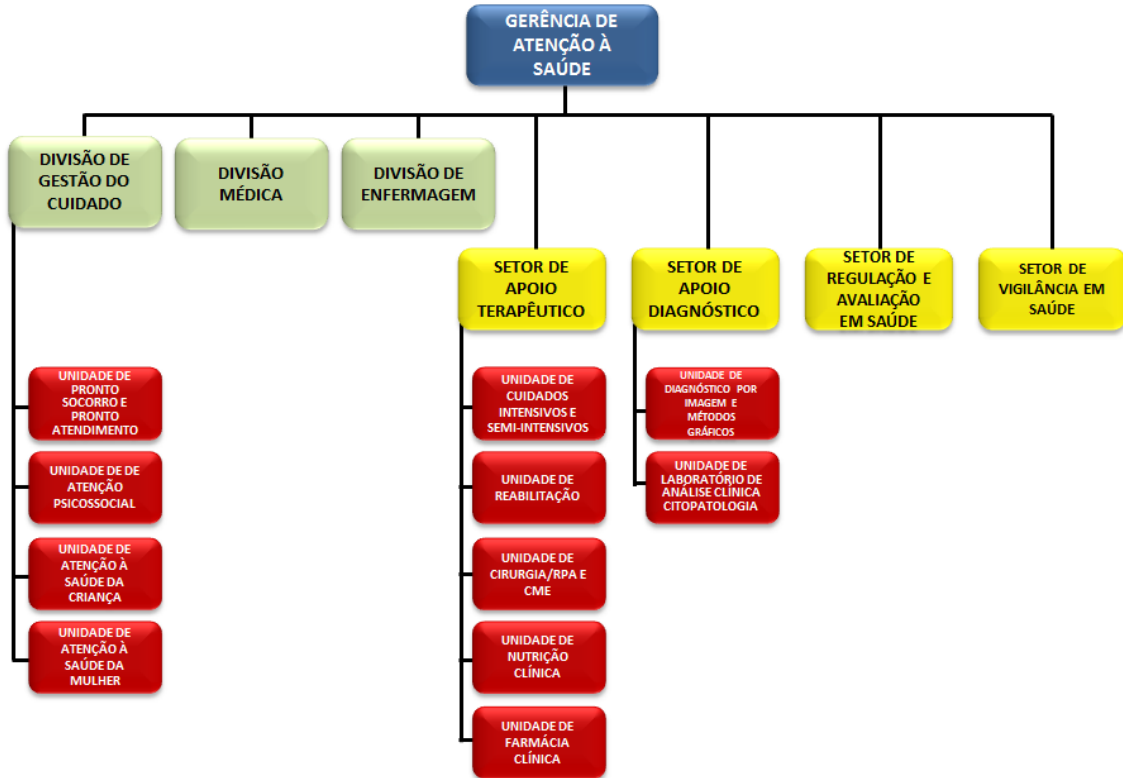 GERÊNCIA DE
ATENÇÃO À
SAÚDE
DIVISÃO DE
GESTÃO DO
CUIDADO
DIVISÃO
MÉDICA
DIVISÃO DE
ENFERMAGEM
SETOR DE
APOIO
TERAPÊUTICO
SETOR DE
APOIO
DIAGNÓSTICO
SETOR DE
REGULAÇÃO E
AVALIAÇÃO
EM SAÚDE
SETOR DE
VIGILÂNCIA EM
SAÚDE
UNIDADE DE
PRONTO
SOCORRO E
PRONTO
ATENDIMENTO
UNIDADE DE DE
ATENÇÃO
PSICOSSOCIAL
UNIDADE DE
ATENÇÃO À
SAÚDE DA
CRIANÇA
UNIDADE DE
ATENÇÃO À
SAÚDE DA
MULHER
UNIDADE DE
CUIDADOS
INTENSIVOS E
SEMI-INTENSIVOS
UNIDADE DE
REABILITAÇÃO
UNIDADE DE
CIRURGIA/RPA E
CME
UNIDADE DE
NUTRIÇÃO
CLÍNICA
UNIDADE DE
FARMÁCIA
CLÍNICA
UNIDADE DE
DIAGNÓSTICO POR
IMAGEM E
MÉTODOS
GRÁFICOS
UNIDADE DE
LABORATÓRIO DE
ANÁLISE CLÍNICA
CITOPATOLOGIA